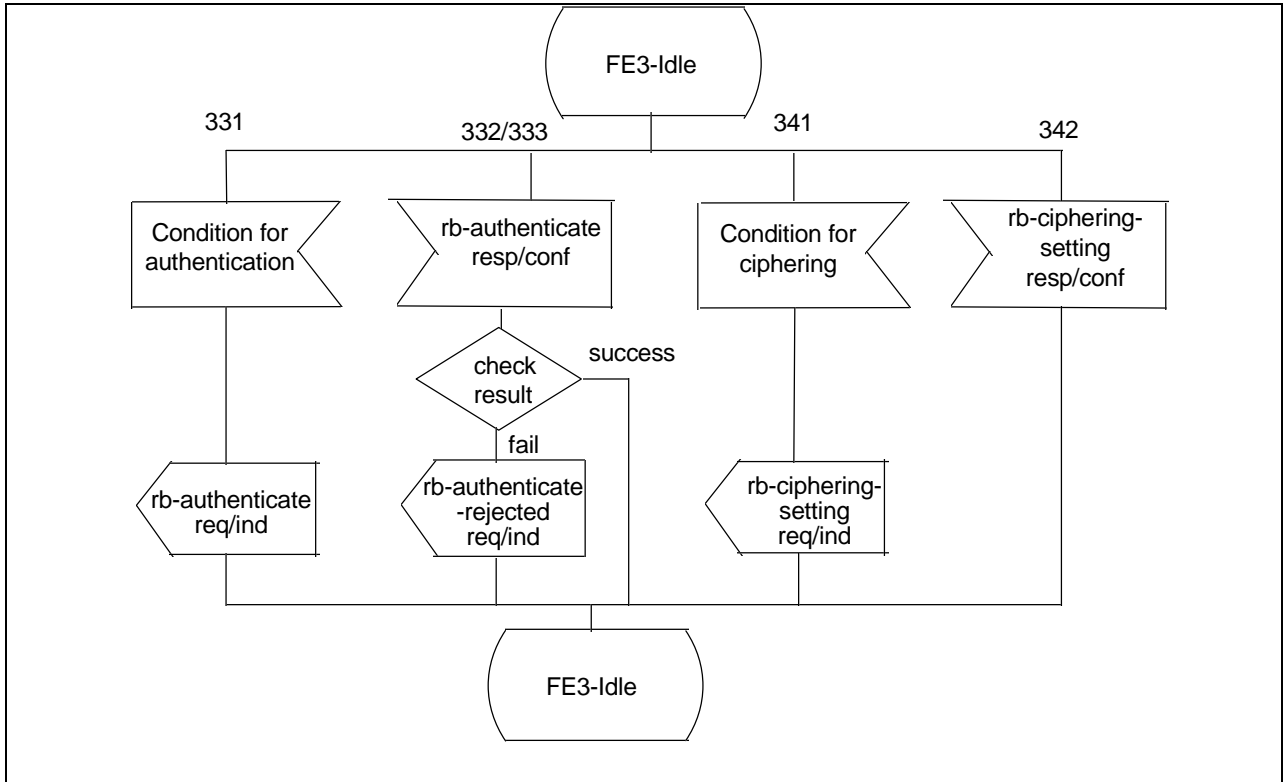 FE3-Idle
331
332/333
341
342
Condition for
authentication
rb-authenticate
resp/conf
Condition for
ciphering
rb-ciphering-
setting
resp/conf
check
result
success
fail
rb-authenticate
req/ind
rb-authenticate
-rejected
req/ind
rb-ciphering-
setting
req/ind
FE3-Idle